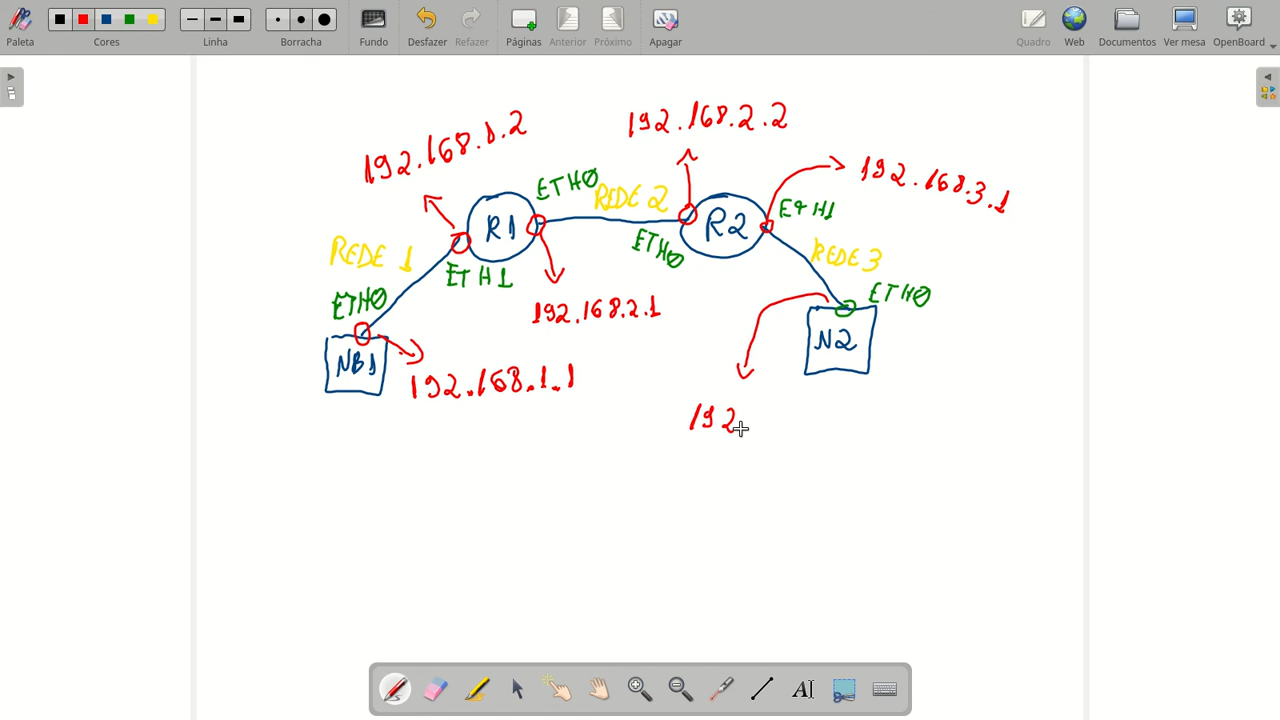 Paleta
Cores
Linha
Borracha
Fundo
Desfazer
Refazer
Páginas
Anterior
Próximo
Apagar
Quadro
Web
Documentos
Ver mesa
OpenBoard
192.168.1.2
192.168.2.2
192.168.3.1
ETH0
REDE 2
ETH1
R1
R2
REDE 1
ETH0
REDE 3
ETH1
ETH0
ETH0
192.168.2.1
NB1
N2
192.168.1.1
192